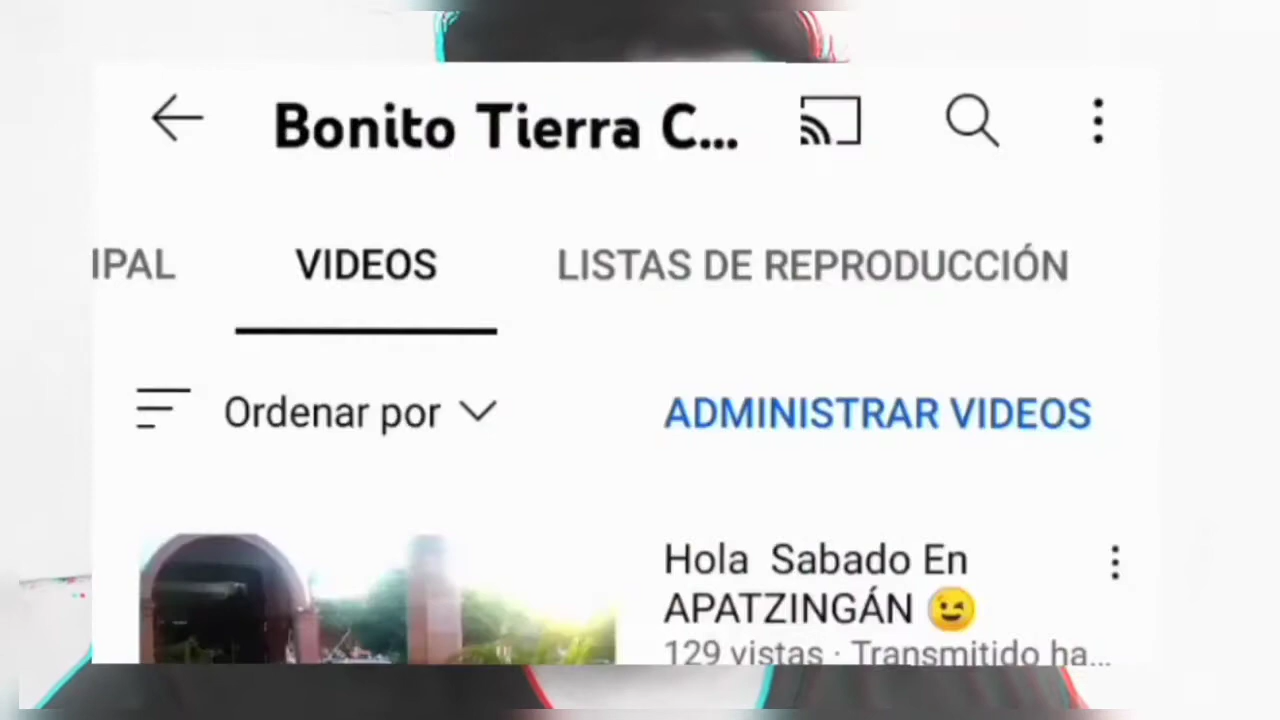 Bonito Tierra C...
IPAL VIDEOS LISTAS DE REPRODUCCIÓN
Ordenar por ADMINISTRAR VIDEOS
Hola Sabado En
APATZINGÁN 😉
129 vistas · Transmitido ha...